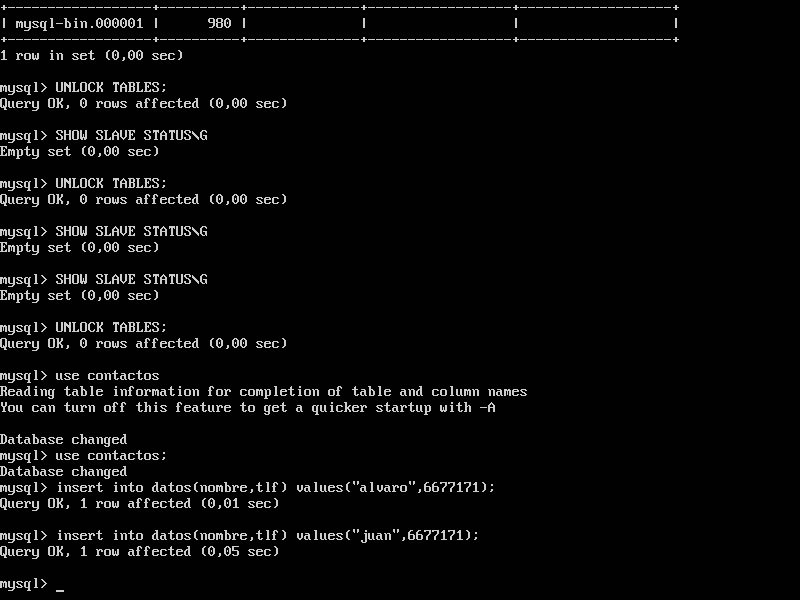 +------------------+----------+--------------+------------------+-------------------+
| mysql-bin.000001 |      980 |              |                  |                   |
+------------------+----------+--------------+------------------+-------------------+
1 row in set (0,00 sec)
mysql> UNLOCK TABLES;
Query OK, 0 rows affected (0,00 sec)
mysql> SHOW SLAVE STATUS\G
Empty set (0,00 sec)
mysql> UNLOCK TABLES;
Query OK, 0 rows affected (0,00 sec)
mysql> SHOW SLAVE STATUS\G
Empty set (0,00 sec)
mysql> SHOW SLAVE STATUS\G
Empty set (0,00 sec)
mysql> UNLOCK TABLES;
Query OK, 0 rows affected (0,00 sec)
mysql> use contactos
Reading table information for completion of table and column names
You can turn off this feature to get a quicker startup with -A
Database changed
mysql> use contactos;
Database changed
mysql> insert into datos(nombre,tlf) values("alvaro",6677171);
Query OK, 1 row affected (0,01 sec)
mysql> insert into datos(nombre,tlf) values("juan",6677171);
Query OK, 1 row affected (0,05 sec)
mysql> _